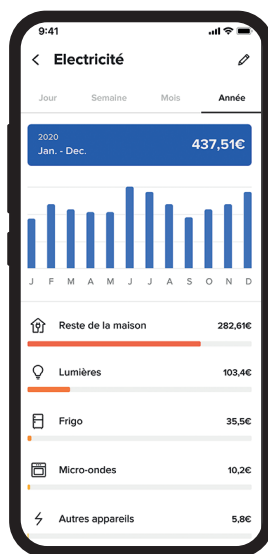 9:41
Electricité
Jour Semaine Mois Année
2020
Jan. - Dec.
437,51€
J F M A M J J A S O N D
Reste de la maison 282,61€
Lumières 103,4€
Frigo 35,5€
Micro-ondes 10,2€
Autres appareils 5,8€